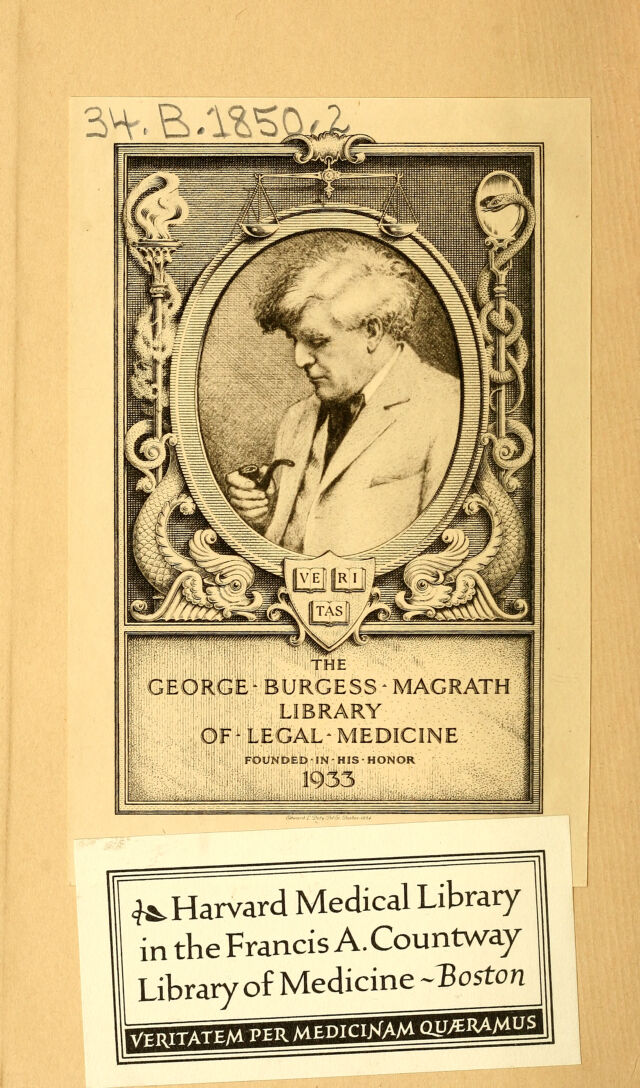 34. B. 1850.2
VE RI
TAS
THE
GEORGE · BURGESS · MAGRATH
LIBRARY
OF · LEGAL · MEDICINE
FOUNDED · IN · HIS · HONOR
1933
Harvard Medical Library
in the Francis A. Countway
Library of Medicine ~ Boston
VERITATEM PER MEDICINAM QUÆRAMUS